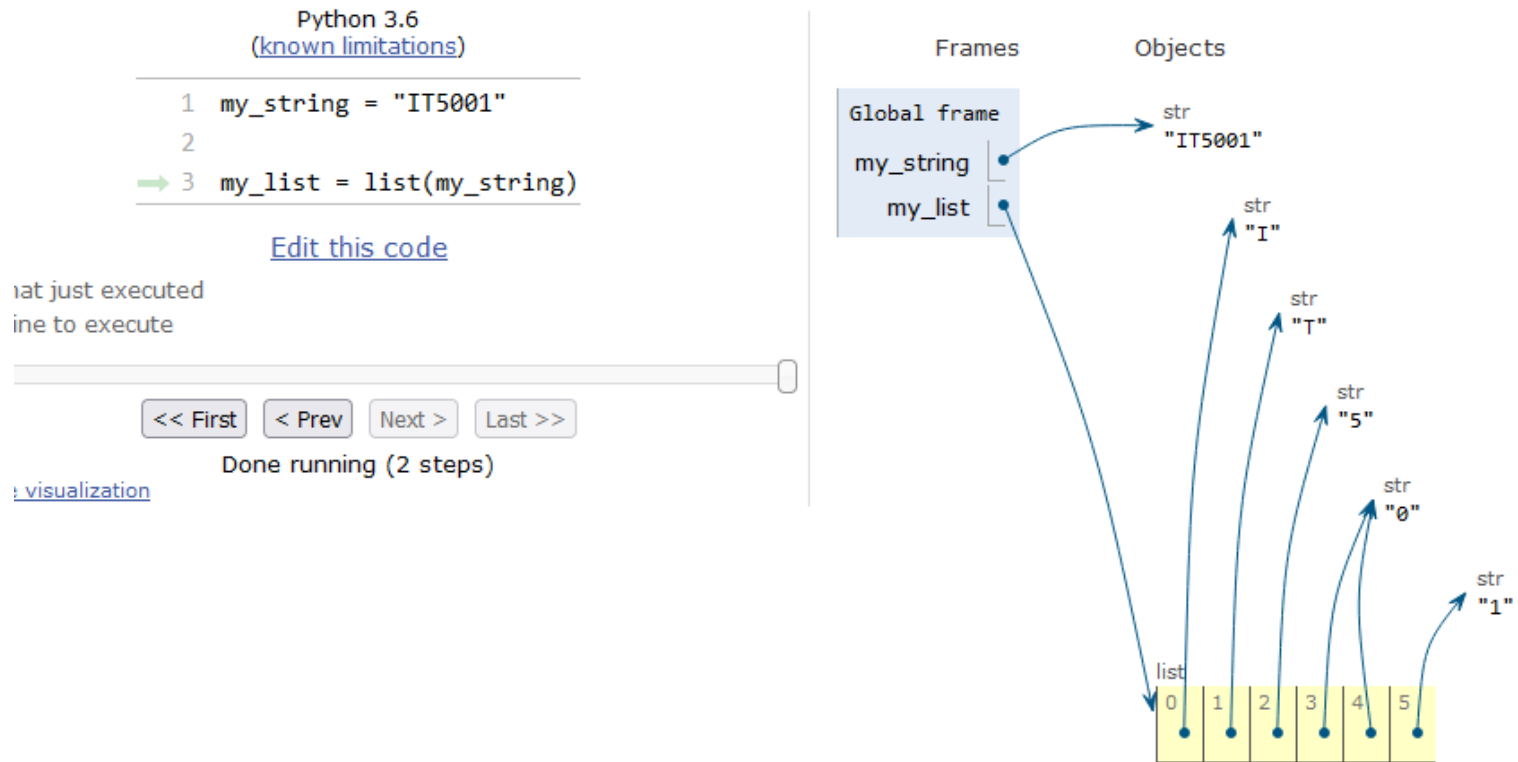 Python 3.6
(known limitations)
1 my_string = "IT5001"
2
3 my_list = list(my_string)
Edit this code
just executed
to execute
<< First < Prev Next > Last >>
Done running (2 steps)
visualization
Frames Objects
Global frame
my_string
my_list
str
"IT5001"
str
"I"
str
"T"
str
"5"
str
"0"
str
"1"
list
0 1 2 3 4 5